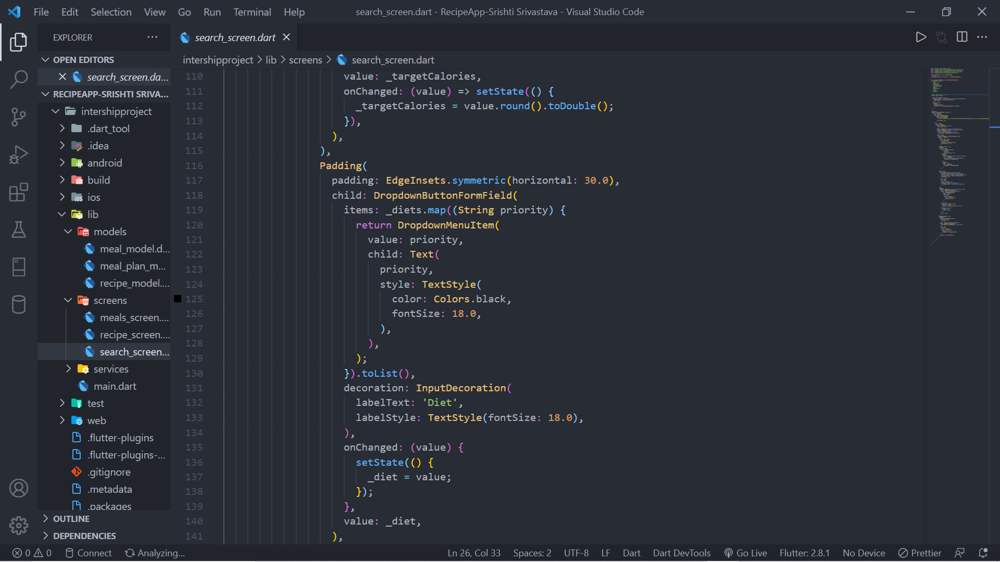 File Edit Selection View Go Run Terminal Help
search_screen.dart - RecipeApp-Srishti Srivastava - Visual Studio Code
EXPLORER
search_screen.dart
OPEN EDITORS
search_screen.da...
RECIPEAPP-SRISHTI SRIVA...
intershipproject
.dart_tool
.idea
android
build
ios
lib
models
meal_model.d...
meal_plan_m...
recipe_model....
screens
meals_screen....
recipe_screen....
search_screen...
services
main.dart
test
web
.flutter-plugins
.flutter-plugins-...
.gitignore
.metadata
.packages
OUTLINE
DEPENDENCIES
intershipproject > lib > screens > search_screen.dart
110 value: _targetCalories,
111 onChanged: (value) => setState(() {
112 _targetCalories = value.round().toDouble();
113 }),
114 ),
115 ),
116 Padding(
117 padding: EdgeInsets.symmetric(horizontal: 30.0),
118 child: DropdownButtonFormField(
119 items: _diets.map((String priority) {
120 return DropdownMenuItem(
121 value: priority,
122 child: Text(
123 priority,
124 style: TextStyle(
125 color: Colors.black,
126 fontSize: 18.0,
127 ),
128 ),
129 );
130 }).toList(),
131 decoration: InputDecoration(
132 labelText: 'Diet',
133 labelStyle: TextStyle(fontSize: 18.0),
134 ),
135 onChanged: (value) {
136 setState(() {
137 _diet = value;
138 });
139 },
140 value: _diet,
141 ),
0 0 Connect Analyzing... Ln 26, Col 33 Spaces: 2 UTF-8 LF Dart Dart DevTools Go Live Flutter: 2.8.1 No Device Prettier